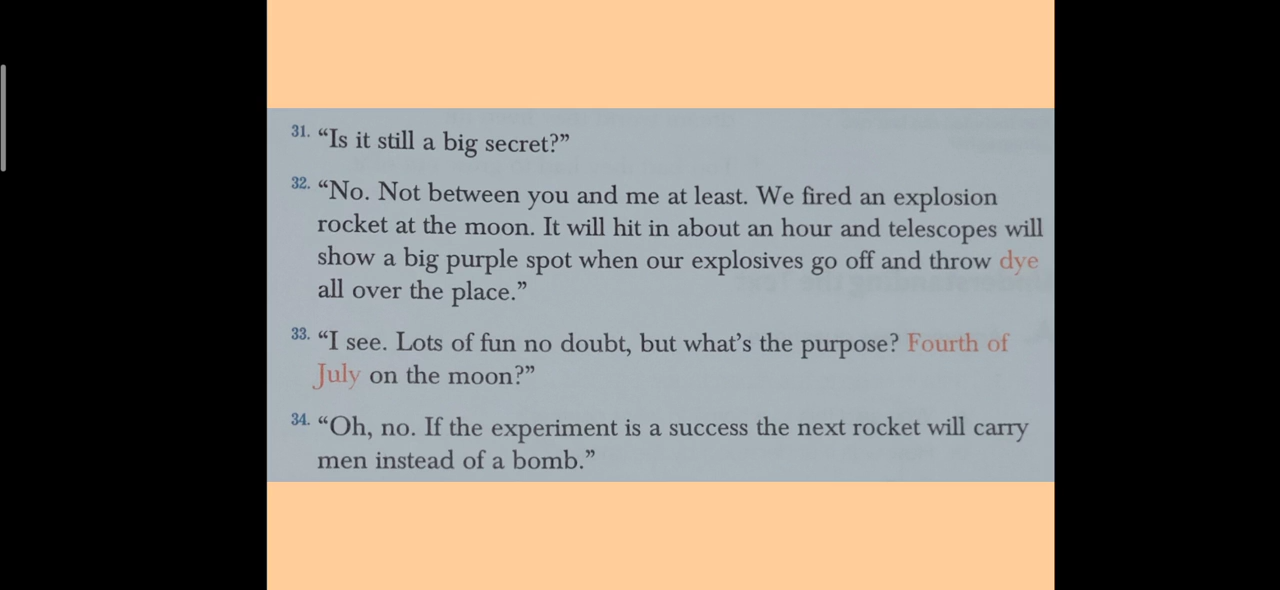 31. “Is it still a big secret?”
32. “No. Not between you and me at least. We fired an explosion
rocket at the moon. It will hit in about an hour and telescopes will
show a big purple spot when our explosives go off and throw dye
all over the place.”
33. “I see. Lots of fun no doubt, but what’s the purpose? Fourth of
July on the moon?”
34. “Oh, no. If the experiment is a success the next rocket will carry
men instead of a bomb.”